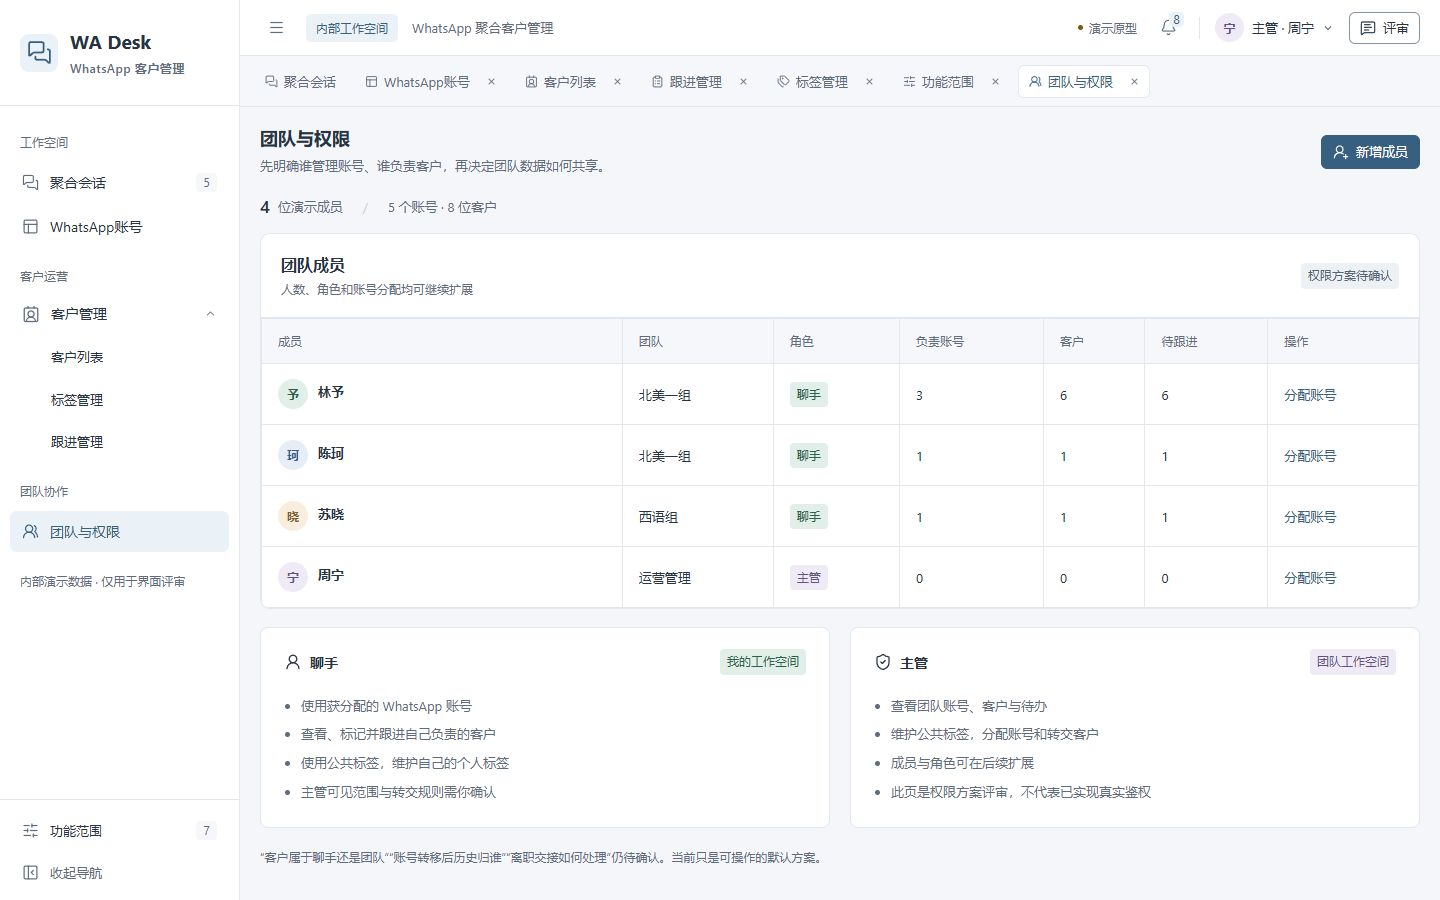 WA Desk
WhatsApp 客户管理
工作空间
聚合会话
5
WhatsApp账号
客户运营
客户管理
客户列表
标签管理
跟进管理
团队协作
团队与权限
内部演示数据 · 仅用于界面评审
功能范围
7
收起导航
内部工作空间
WhatsApp 聚合客户管理
演示原型
8
宁
主管 · 周宁
评审
聚合会话
WhatsApp账号 ×
客户列表 ×
跟进管理 ×
标签管理 ×
功能范围 ×
团队与权限 ×
团队与权限
先明确谁管理账号、谁负责客户，再决定团队数据如何共享。
新增成员
4 位演示成员 / 5 个账号 · 8 位客户
团队成员
人数、角色和账号分配均可继续扩展
权限方案待确认
成员 团队 角色 负责账号 客户 待跟进 操作
予 林予 北美一组 聊手 3 6 6 分配账号
珂 陈珂 北美一组 聊手 1 1 1 分配账号
晓 苏晓 西语组 聊手 1 1 1 分配账号
宁 周宁 运营管理 主管 0 0 0 分配账号
聊手
我的工作空间
使用获分配的 WhatsApp 账号
查看、标记并跟进自己负责的客户
使用公共标签，维护自己的个人标签
主管可见范围与转交规则需你确认
主管
团队工作空间
查看团队账号、客户与待办
维护公共标签，分配账号和转交客户
成员与角色可在后续扩展
此页是权限方案评审，不代表已实现真实鉴权
“客户属于聊手还是团队”“账号转移后历史归谁”“离职交接如何处理”仍待确认。当前只是可操作的默认方案。